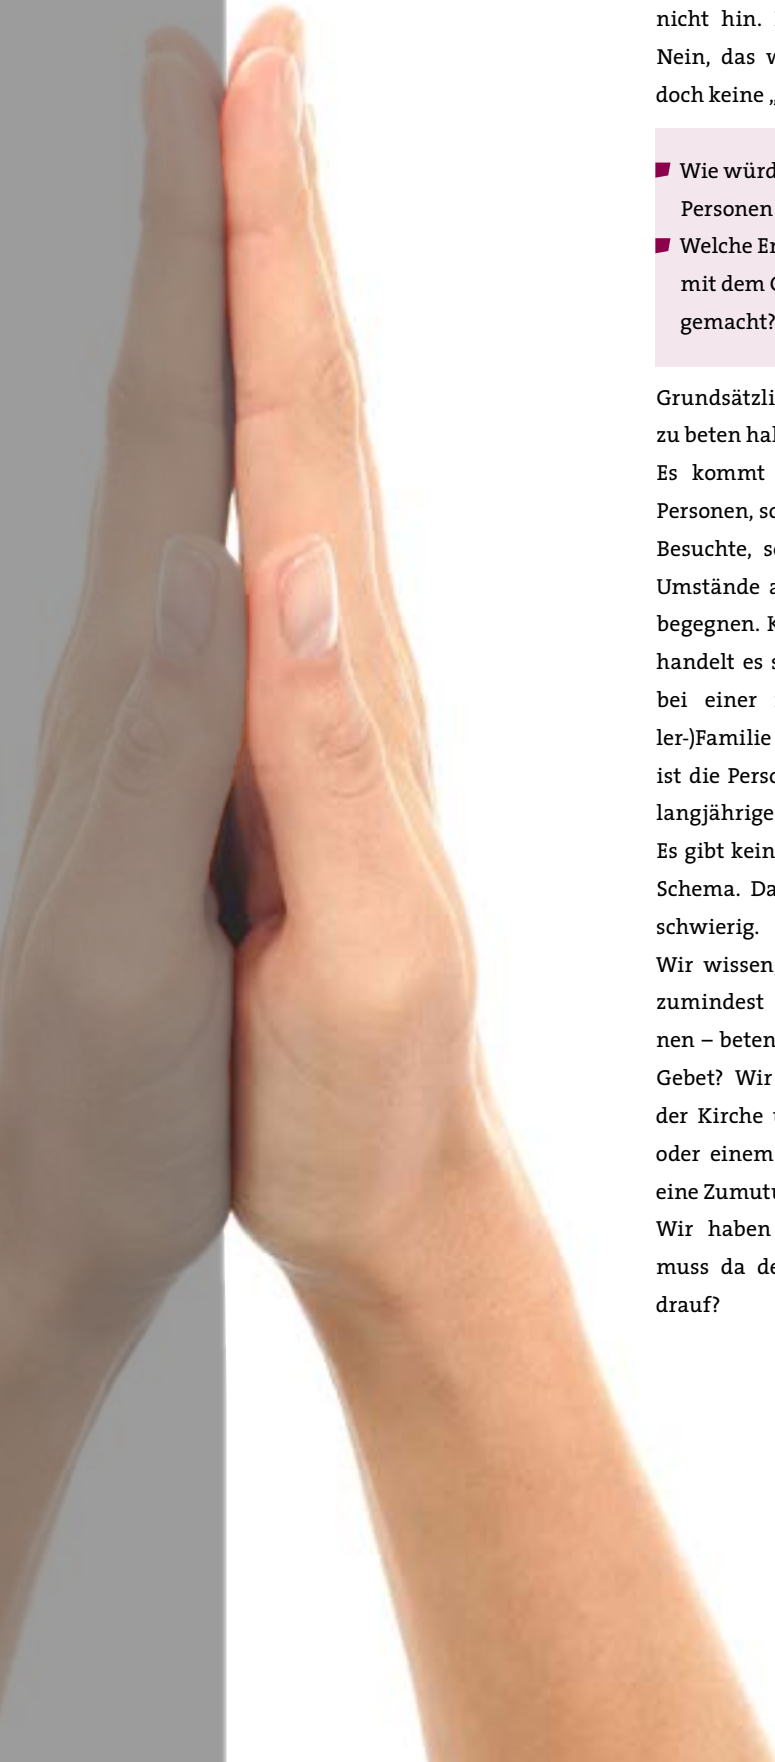 nicht hin.
Nein, das
doch keine „
Wie würd
Personen
Welche Er
mit dem
gemacht?
Grundsätzli
zu beten hal
Es kommt
Personen, so
Besuchte, se
Umstände a
begegnen. K
handelt es s
bei einer
ler-)Familie
ist die Perso
langjährige
Es gibt kein
Schema. Da
schwierig.
Wir wissen,
zumindest
nen – beten
Gebet? Wir
der Kirche
oder einem
eine Zumutu
Wir haben
muss da de
drauf?